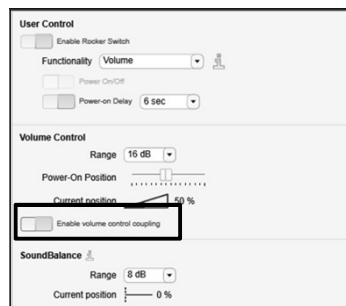 User Control
Enable Rocker Switch
Functionality Volume
Power On/Off
Power-on Delay 6 sec
Volume Control
Range 16 dB
Power-On Position
Current position 50 %
Enable volume control coupling
SoundBalance
Range 8 dB
Current position 0 %